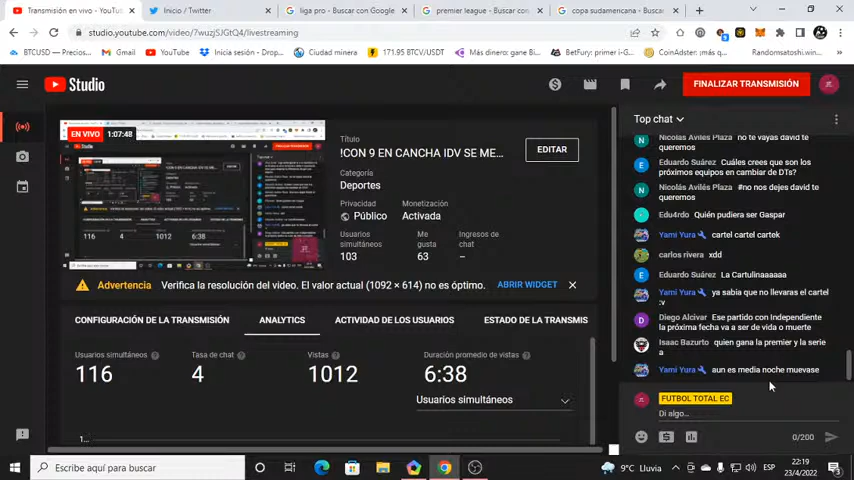 Transmisión en vivo - YouTu
Inicio / Twitter
liga pro - Buscar con Google
premier league - Buscar con
copa sudamericana - Buscar
studio.youtube.com/video/7wuzjSJGtQ4/livestreaming
BTCUSD — Precios...
Gmail
YouTube
Inicia sesión - Drop...
171.95 BTCV/USDT
Más dinero: gane Bi...
BetFury: primer i-G...
CoinAdster: ¡más q...
Randomsatoshi.win...
Studio
FINALIZAR TRANSMISIÓN
EN VIVO 1:07:48
Título
!CON 9 EN CANCHA IDV SE ME...
EDITAR
Categoría
Deportes
Privacidad
Monetización
Público
Activada
Usuarios simultáneos
Me gusta
Ingresos de chat
103
63
–
Advertencia Verifica la resolución del video. El valor actual (1092 × 614) no es óptimo.
ABRIR WIDGET
CONFIGURACIÓN DE LA TRANSMISIÓN
ANALYTICS
ACTIVIDAD DE LOS USUARIOS
ESTADO DE LA TRANSMIS
Usuarios simultáneos
Tasa de chat
Vistas
Duración promedio de vistas
116
4
1012
6:38
Usuarios simultáneos
1...
Top chat
Nicolás Avilés Plaza no te vayas david te
queremos
Eduardo Suárez Cuáles crees que son los
próximos equipos en cambiar de DTs?
Nicolás Avilés Plaza #no nos dejes david te
queremos
Edu4rdo Quién pudiera ser Gaspar
Yami Yura cartel cartel cartek
carlos rivera xdd
Eduardo Suárez La Cartulinaaaaa
Yami Yura ya sabia que no llevaras el cartel
:v
Diego Alcivar Ese partido con Independiente
la próxima fecha va a ser de vida o muerte
Isaac Bazurto quien gana la premier y la serie
a
Yami Yura aun es media noche muevase
FUTBOL TOTAL EC
Di algo...
0/200
Escribe aquí para buscar
9°C Lluvia
ESP
22:19
23/4/2022
3